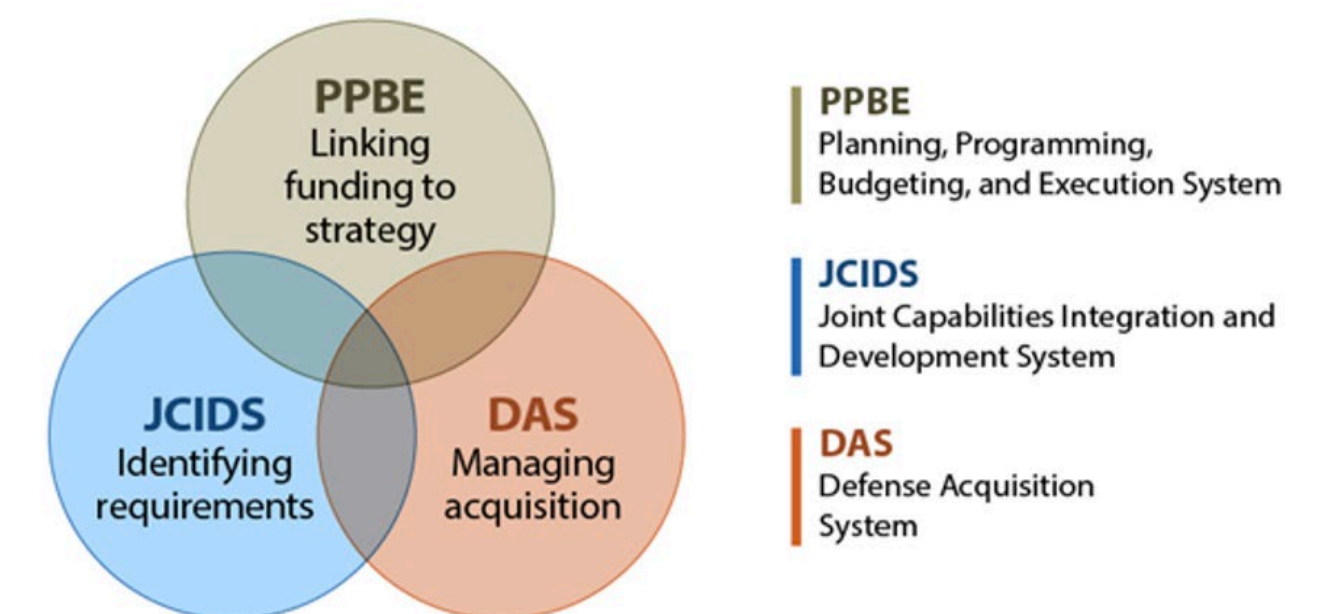 PPBE
Linking
funding to
strategy
JCIDS
Identifying
requirements
DAS
Managing
acquisition
PPBE
Planning, Programming,
Budgeting, and Execution System
JCIDS
Joint Capabilities Integration and
Development System
DAS
Defense Acquisition
System